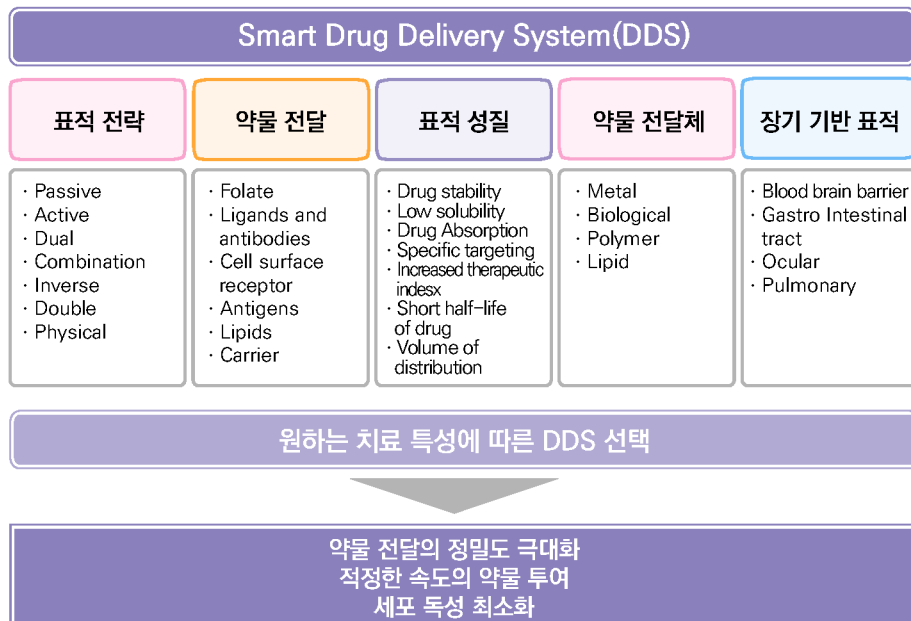 Smart Drug Delivery System(DDS)
표적 전략
· Passive
· Active
· Dual
· Combination
· Inverse
· Double
· Physical
약물 전달
· Folate
· Ligands and
antibodies
· Cell surface
receptor
· Antigens
· Lipids
· Carrier
표적 성질
· Drug stability
· Low solubility
· Drug Absorption
· Specific targeting
· Increased therapeutic
indesx
· Short half-life
of drug
· Volume of
distribution
약물 전달체
· Metal
· Biological
· Polymer
· Lipid
장기 기반 표적
· Blood brain barrier
· Gastro Intestinal
tract
· Ocular
· Pulmonary
원하는 치료 특성에 따른 DDS 선택
약물 전달의 정밀도 극대화
적정한 속도의 약물 투여
세포 독성 최소화